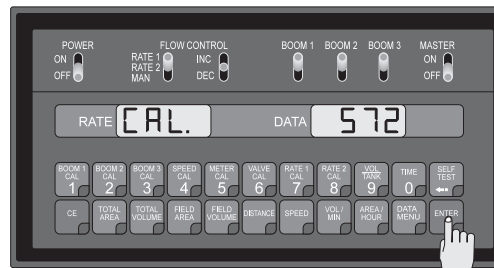 POWER
ON
OFF
FLOW CONTROL
RATE 1
RATE 2
MAN
INC
DEC
BOOM 1
BOOM 2
BOOM 3
MASTER
ON
OFF
RATE CAL. DATA 572
BOOM 1 CAL 1
BOOM 2 CAL 2
BOOM 3 CAL 3
SPEED CAL 4
METER CAL 5
VALVE CAL 6
RATE 1 CAL 7
RATE 2 CAL 8
VOL TANK 9
TIME 0
SELF TEST
CE
TOTAL AREA
TOTAL VOLUME
FIELD AREA
FIELD VOLUME
DISTANCE
SPEED
VOL / MIN
AREA / HOUR
DATA MENU
ENTER